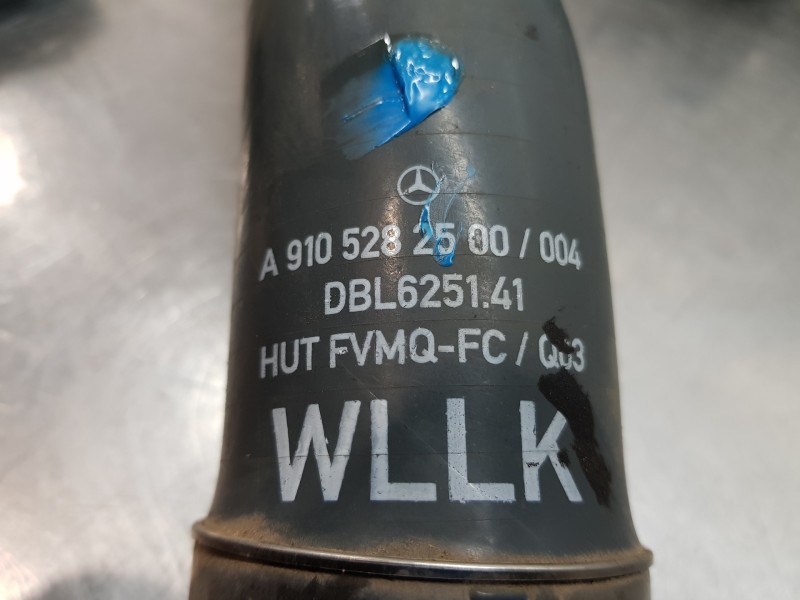 A 910 528 25 00 / 004
DBL6251.41
HUT FVMQ-FC / Q03
WLLK